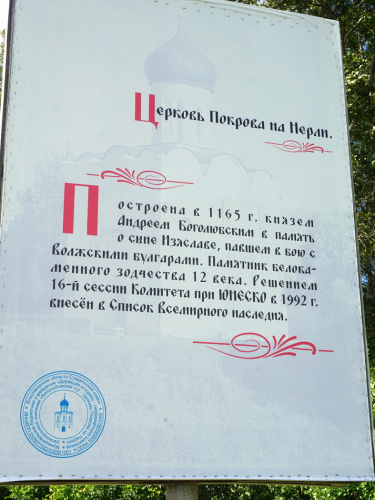 Церковь Покрова на Нерли.
Построена в 1165 г. князем
Андреем Боголюбским в память
о сыне Изяславе, павшем в бою с
Волжскими булгарами. Памятник белока-
менного зодчества 12 века. Решением
16-й сессии Комитета при ЮНЕСКО в 1992 г.
внесён в Список Всемирного наследия.